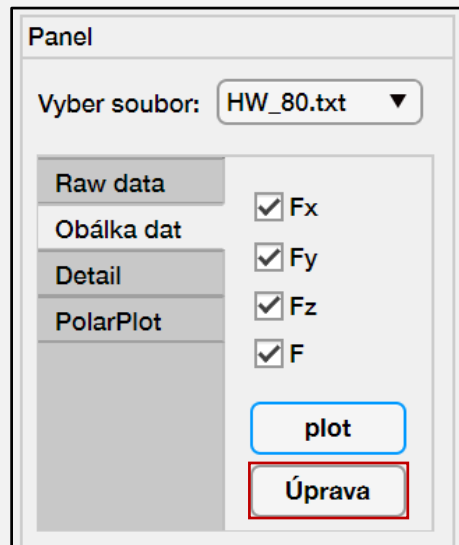 Panel
Vyber soubor: HW_80.txt
Raw data
Obálka dat
Detail
PolarPlot
Fx
Fy
Fz
F
plot
Úprava